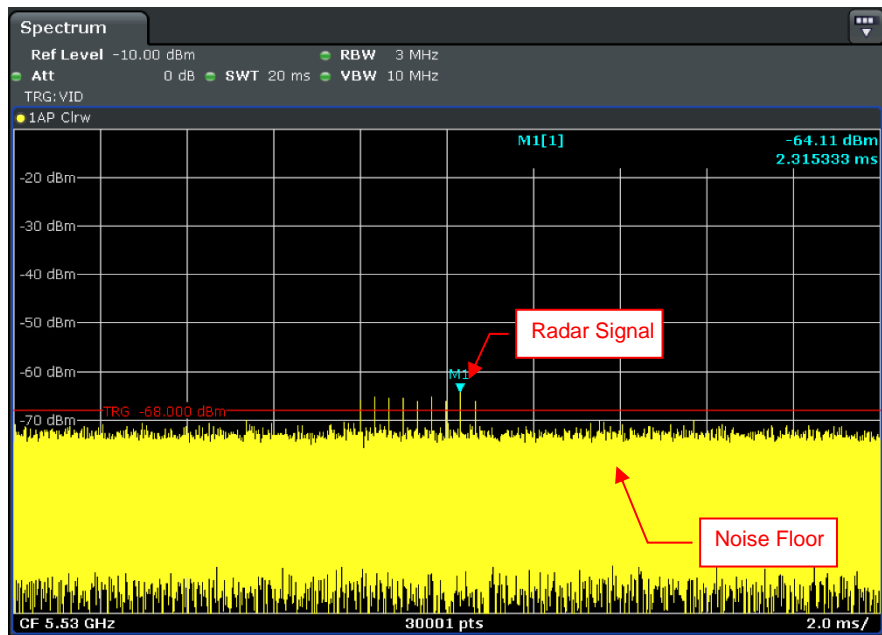 Spectrum
Ref Level -10.00 dBm RBW 3 MHz
Att 0 dB SWT 20 ms VBW 10 MHz
TRG:VID
1AP Clrw
M1[1] -64.11 dBm
2.315333 ms
-20 dBm
-30 dBm
-40 dBm
-50 dBm
Radar Signal
-60 dBm
M1
TRG -68.000 dBm
-70 dBm
Noise Floor
CF 5.53 GHz 30001 pts 2.0 ms/